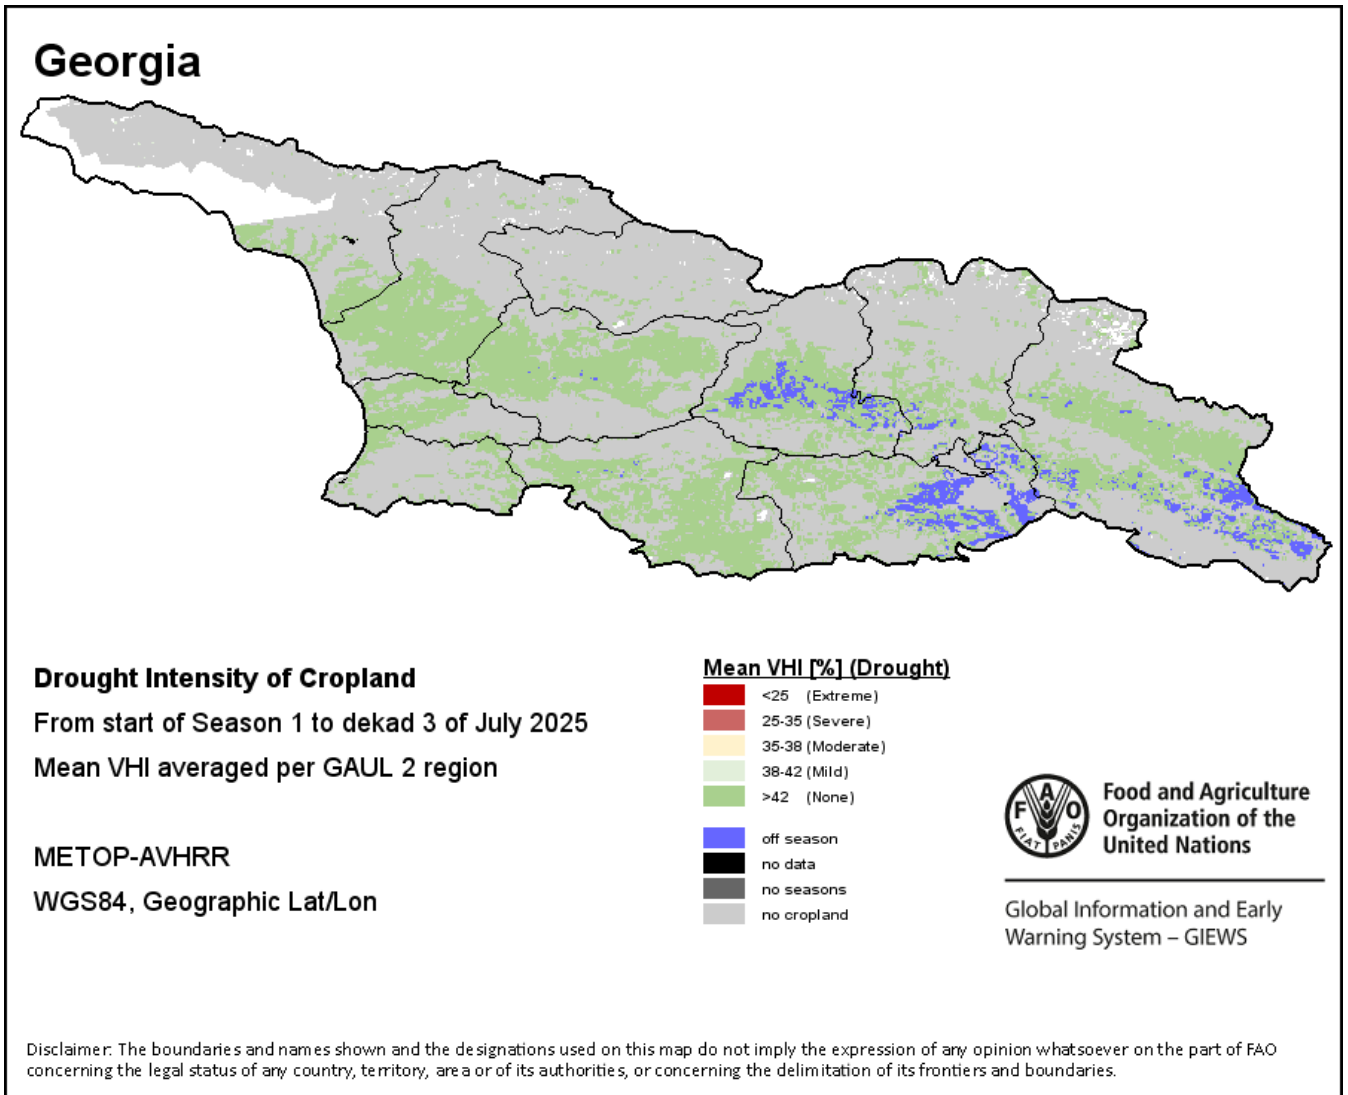 Georgia
Drought Intensity of Cropland
From start of Season 1 to dekad 3 of July 2025
Mean VHI averaged per GAUL 2 region
METOP-AVHRR
WGS84, Geographic Lat/Lon
Mean VHI [%] (Drought)
<25 (Extreme)
25-35 (Severe)
35-38 (Moderate)
38-42 (Mild)
>42 (None)
off season
no data
no seasons
no cropland
F A O
FIAT PANIS
Food and Agriculture
Organization of the
United Nations
Global Information and Early
Warning System – GIEWS
Disclaimer: The boundaries and names shown and the designations used on this map do not imply the expression of any opinion whatsoever on the part of FAO
concerning the legal status of any country, territory, area or of its authorities, or concerning the delimitation of its frontiers and boundaries.